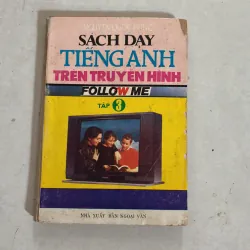 SÁCH DẠY
TIẾNG ANH
TRÊN TRUYỀN HÌNH
FOLLOW ME
TẬP 3
NHÀ XUẤT BẢN NGOẠI VĂN